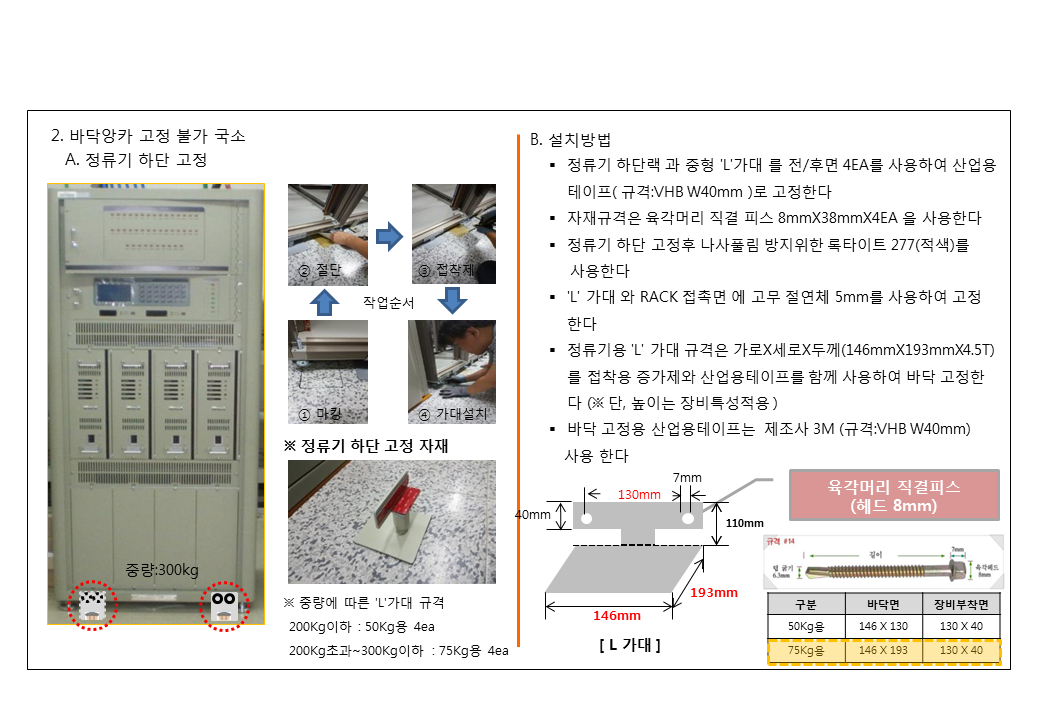 2. 바닥앙카 고정 불가 국소
A. 정류기 하단 고정
② 절단
③ 접착제
작업순서
① 마킹
④ 가대설치
중량:300kg
※ 정류기 하단 고정 자재
※ 중량에 따른 'L'가대 규격
200Kg이하 : 50Kg용 4ea
200Kg초과~300Kg이하 : 75Kg용 4ea
B. 설치방법
▪ 정류기 하단랙 과 중형 'L'가대 를 전/후면 4EA를 사용하여 산업용
테이프( 규격:VHB W40mm )로 고정한다
▪ 자재규격은 육각머리 직결 피스 8mmX38mmX4EA 을 사용한다
▪ 정류기 하단 고정후 나사풀림 방지위한 록타이트 277(적색)를
사용한다
▪ 'L' 가대 와 RACK 접촉면 에 고무 절연체 5mm를 사용하여 고정
한다
▪ 정류기용 'L' 가대 규격은 가로X세로X두께(146mmX193mmX4.5T)
를 접착용 증가제와 산업용테이프를 함께 사용하여 바닥 고정한
다 (※ 단, 높이는 장비특성적용)
▪ 바닥 고정용 산업용테이프는 제조사 3M (규격:VHB W40mm)
사용 한다
7mm
130mm
40mm
110mm
193mm
146mm
[ L 가대 ]
육각머리 직결피스
(헤드 8mm)
규격 #14
길이
7mm
팁 굵기
6.3mm
육각헤드
8mm
구분 바닥면 장비부착면
50Kg용 146 X 130 130 X 40
75Kg용 146 X 193 130 X 40